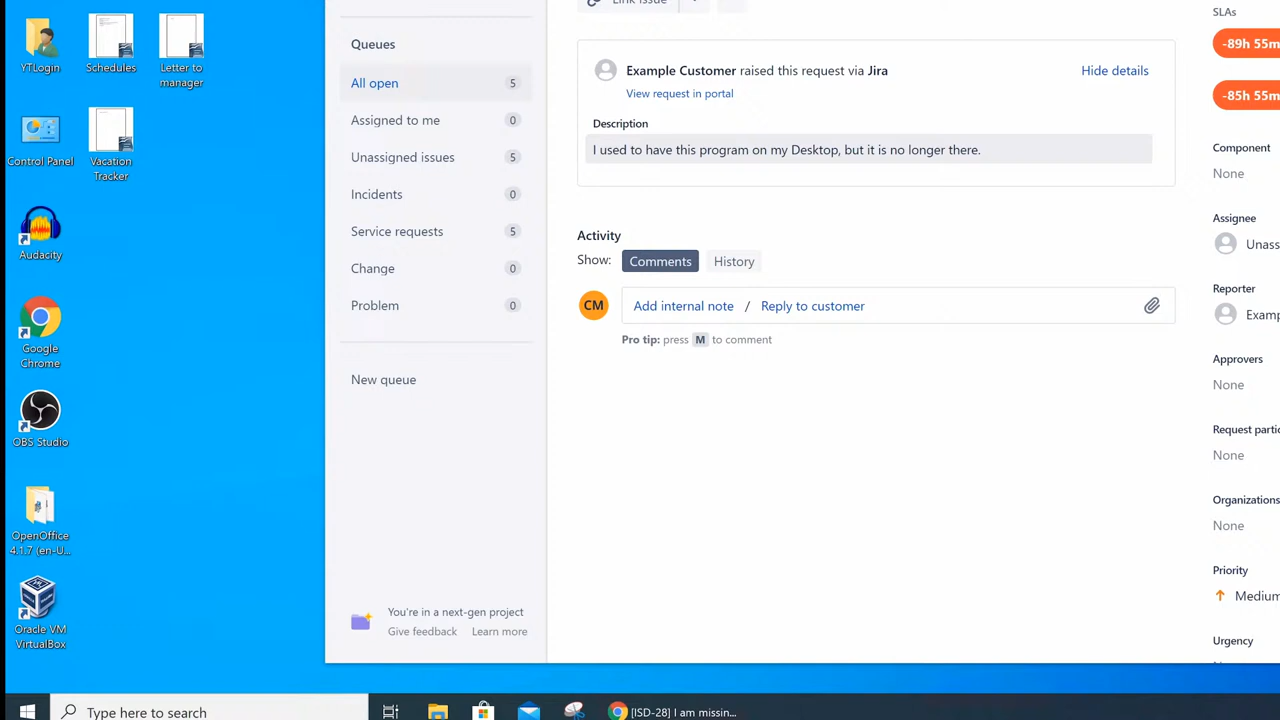 YTLogin
Schedules
Letter to
manager
Control Panel
Vacation
Tracker
Audacity
Google
Chrome
OBS Studio
OpenOffice
4.1.7 (en-U...
Oracle VM
VirtualBox
Queues
All open 5
Assigned to me 0
Unassigned issues 5
Incidents 0
Service requests 5
Change 0
Problem 0
New queue
You're in a next-gen project
Give feedback Learn more
Link issue
Example Customer raised this request via Jira
Hide details
View request in portal
Description
I used to have this program on my Desktop, but it is no longer there.
Activity
Show: Comments History
CM Add internal note / Reply to customer
Pro tip: press M to comment
SLAs
-89h 55m
-85h 55m
Component
None
Assignee
Unass
Reporter
Examp
Approvers
None
Request partic
None
Organizations
None
Priority
Medium
Urgency
Type here to search
[ISD-28] I am missin...